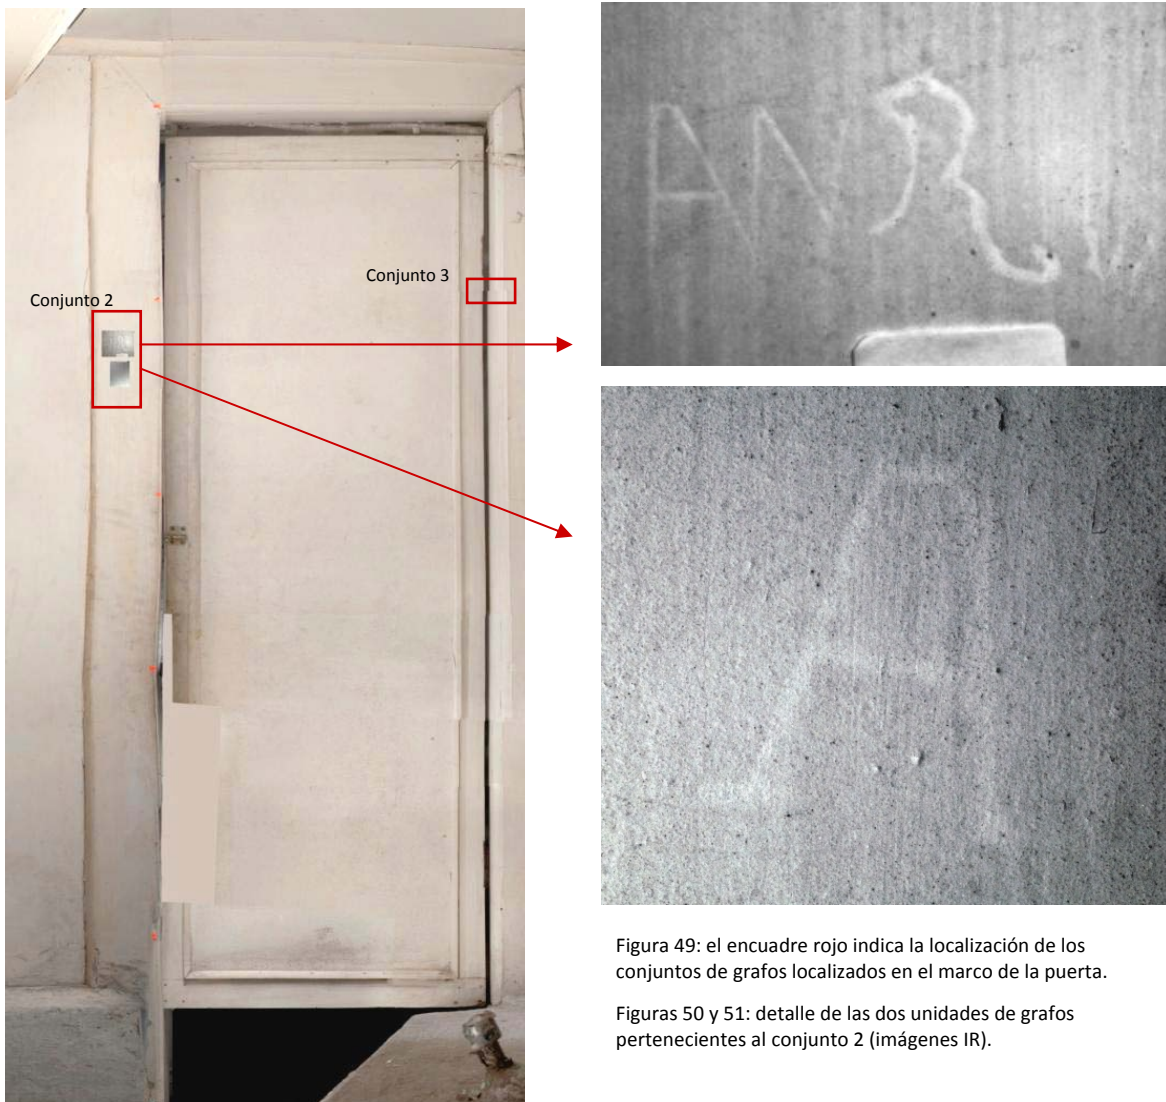 Conjunto 2
Conjunto 3
AN R
A
Figura 49: el encuadre rojo indica la localización de los
conjuntos de grafos localizados en el marco de la puerta.
Figuras 50 y 51: detalle de las dos unidades de grafos
pertenecientes al conjunto 2 (imágenes IR).